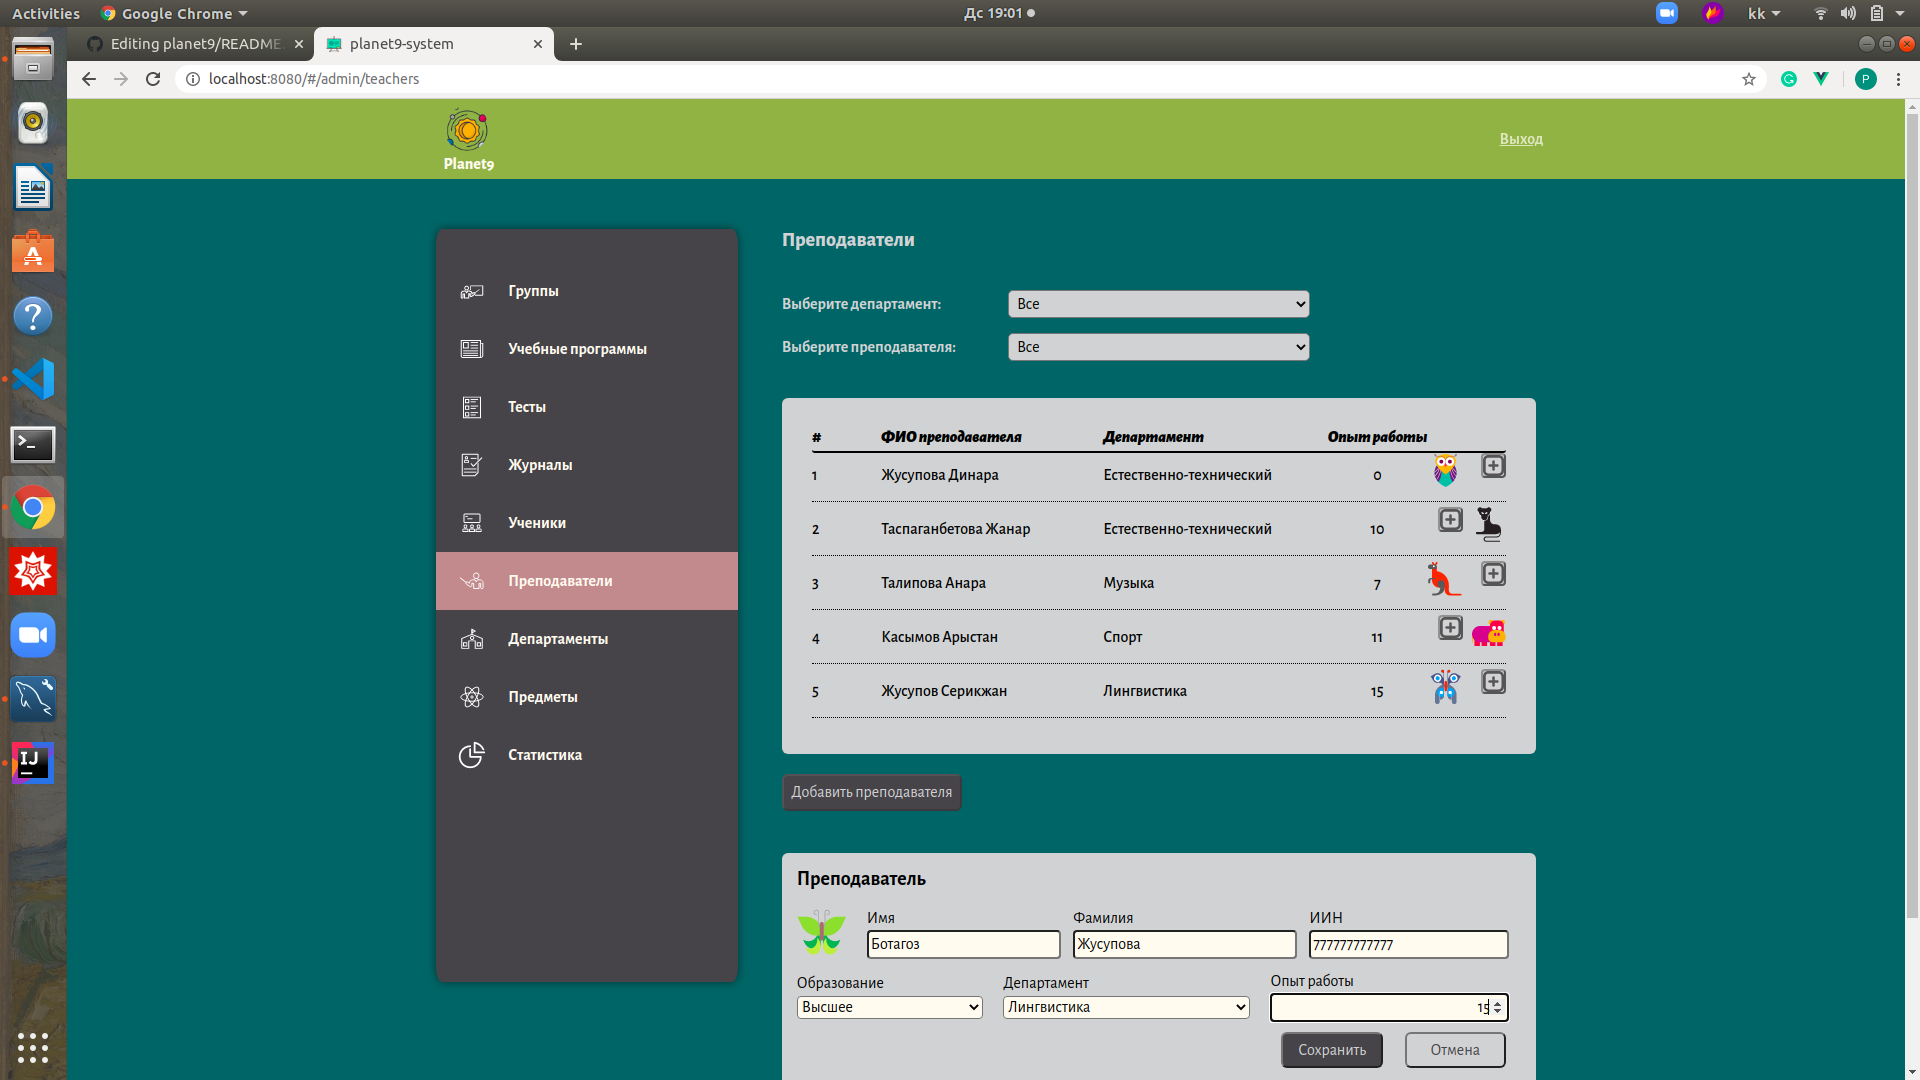 Activities
Google Chrome
Дс 19:01
kk
Editing planet9/README.
planet9-system
localhost:8080/#/admin/teachers
P
Planet9
Выход
Группы
Учебные программы
Тесты
Журналы
Ученики
Преподаватели
Департаменты
Предметы
Статистика
Преподаватели
Выберите департамент:
Все
Выберите преподавателя:
Все
# ФИО преподавателя Департамент Опыт работы
1 Жусупова Динара Естественно-технический 0
2 Таспаганбетова Жанар Естественно-технический 10
3 Талипова Анара Музыка 7
4 Касымов Арыстан Спорт 11
5 Жусупов Серикжан Лингвистика 15
Добавить преподавателя
Преподаватель
Имя Фамилия ИИН
Ботагоз Жусупова 777777777777
Образование Департамент Опыт работы
Высшее Лингвистика 15
Сохранить Отмена
IJ